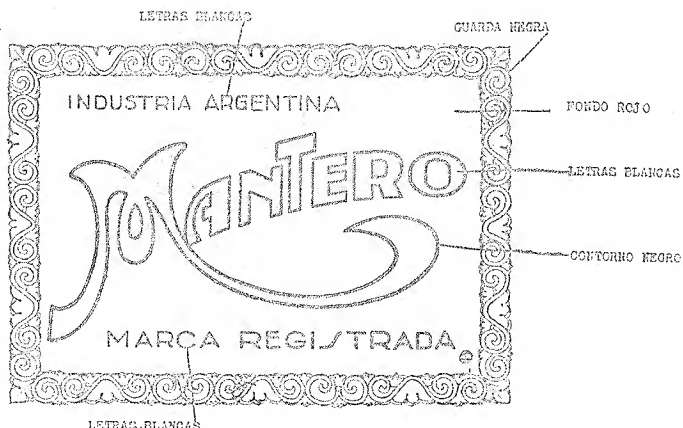 LETRAS BLANCAS
GUARDA NEGRA
INDUSTRIA ARGENTINA
FONDO ROJO
MANTERO
LETRAS BLANCAS
CONTORNO NEGRO
MARCA REGISTRADA
LETRAS BLANCAS